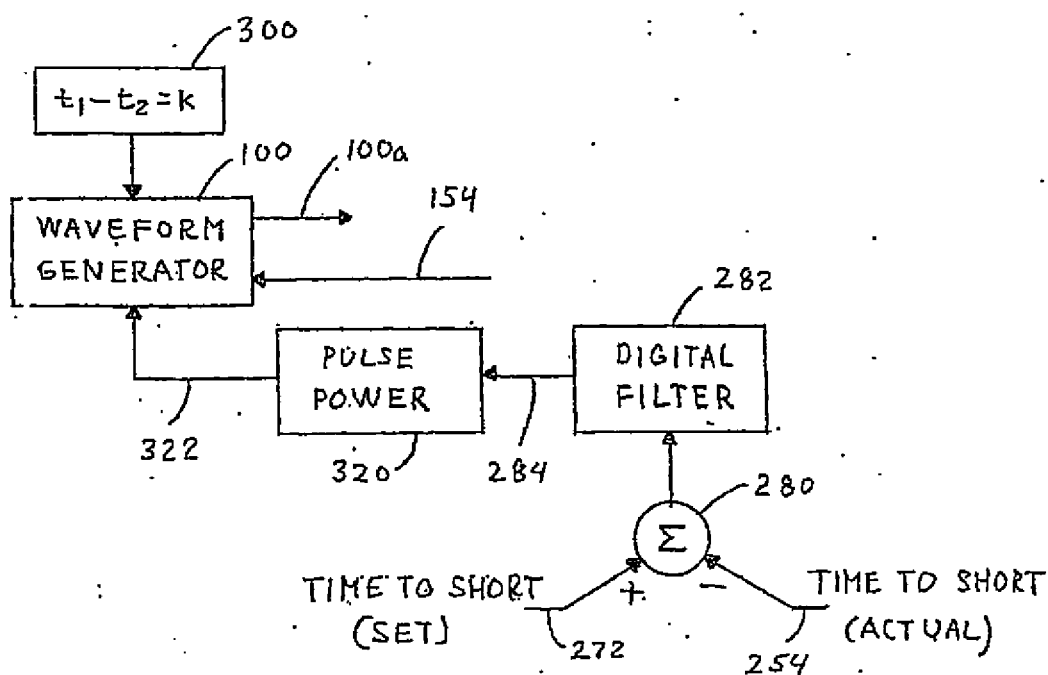 300
t₁ - t₂ = k
100
100a
154
WAVEFORM
GENERATOR
282
PULSE
POWER
DIGITAL
FILTER
322
320
284
280
Σ
TIME TO SHORT
(SET)
+
-
TIME TO SHORT
(ACTUAL)
272
254